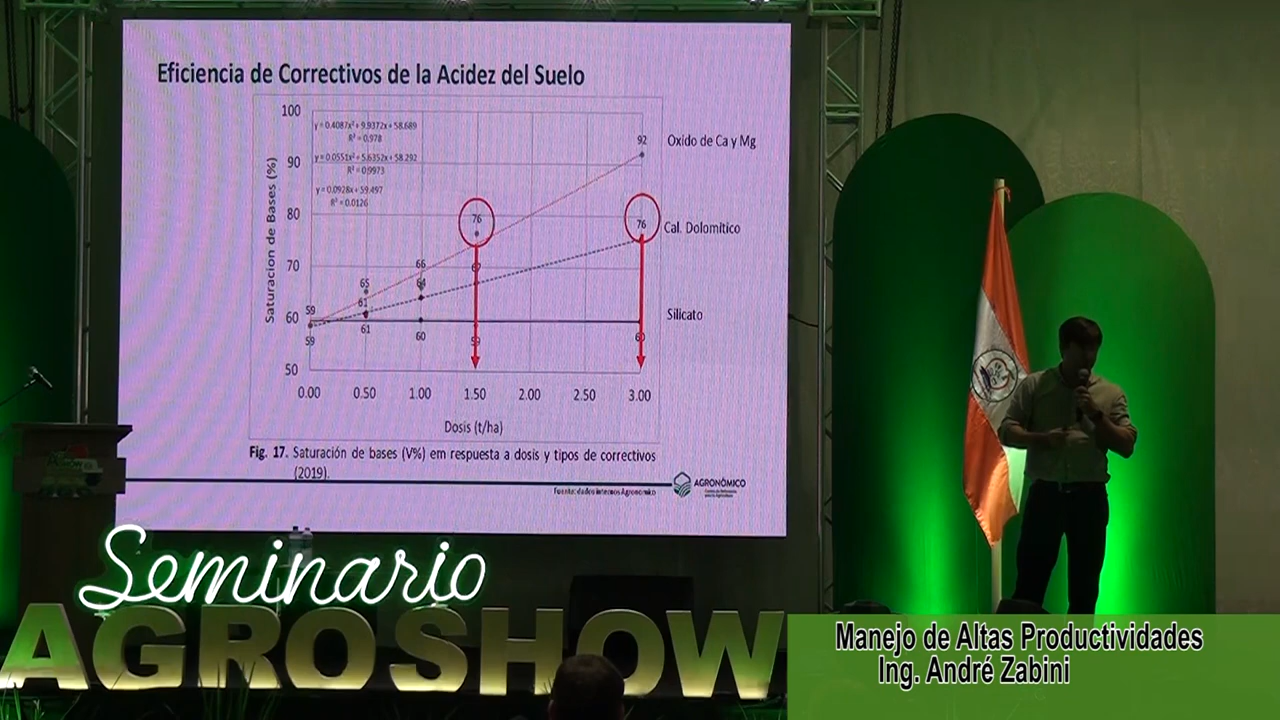 Eficiencia de Correctivos de la Acidez del Suelo
100
90
80
70
60
50
Saturacion de Bases (%)
y = 0.4087x² + 9.9372x + 58.689
R² = 0.978
y = 0.0551x² + 5.6352x + 58.292
R² = 0.9973
y = 0.0928x + 59.497
R² = 0.0126
92
Oxido de Ca y Mg
76
76
Cal. Dolomítico
66
65
64
67
61
59
Silicato
59
61
60
59
60
0.00 0.50 1.00 1.50 2.00 2.50 3.00
Dosis (t/ha)
Fig. 17. Saturación de bases (V%) em respuesta a dosis y tipos de correctivos
(2019).
Fuente: dados internos Agronomico
AGRONÓMICO
Seminario
AGROSHOW
Manejo de Altas Productividades
Ing. André Zabini